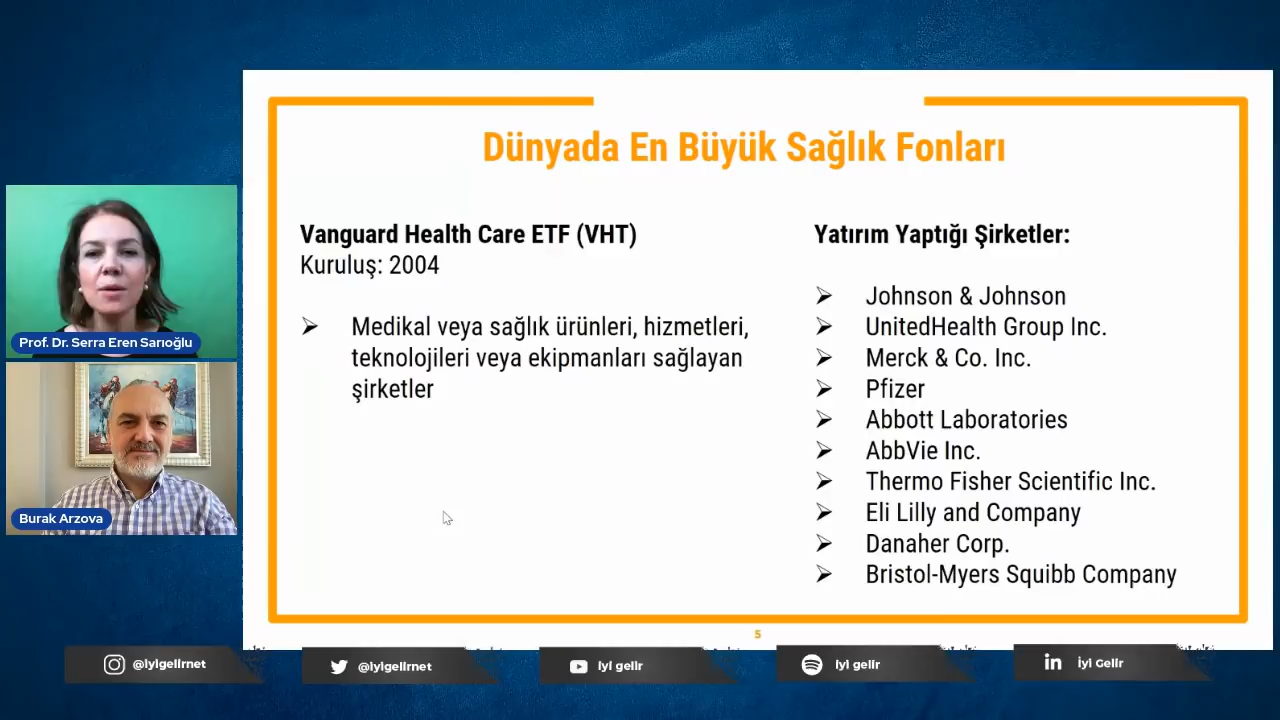 Dünyada En Büyük Sağlık Fonları
Vanguard Health Care ETF (VHT)
Kuruluş: 2004
➢ Medikal veya sağlık ürünleri, hizmetleri,
teknolojileri veya ekipmanları sağlayan
şirketler
Yatırım Yaptığı Şirketler:
➢ Johnson & Johnson
➢ UnitedHealth Group Inc.
➢ Merck & Co. Inc.
➢ Pfizer
➢ Abbott Laboratories
➢ AbbVie Inc.
➢ Thermo Fisher Scientific Inc.
➢ Eli Lilly and Company
➢ Danaher Corp.
➢ Bristol-Myers Squibb Company
5
Prof. Dr. Serra Eren Sarıoğlu
Burak Arzova
@iyigelirnet
@iyigelirnet
iyi gelir
iyi gelir
İyi Gelir